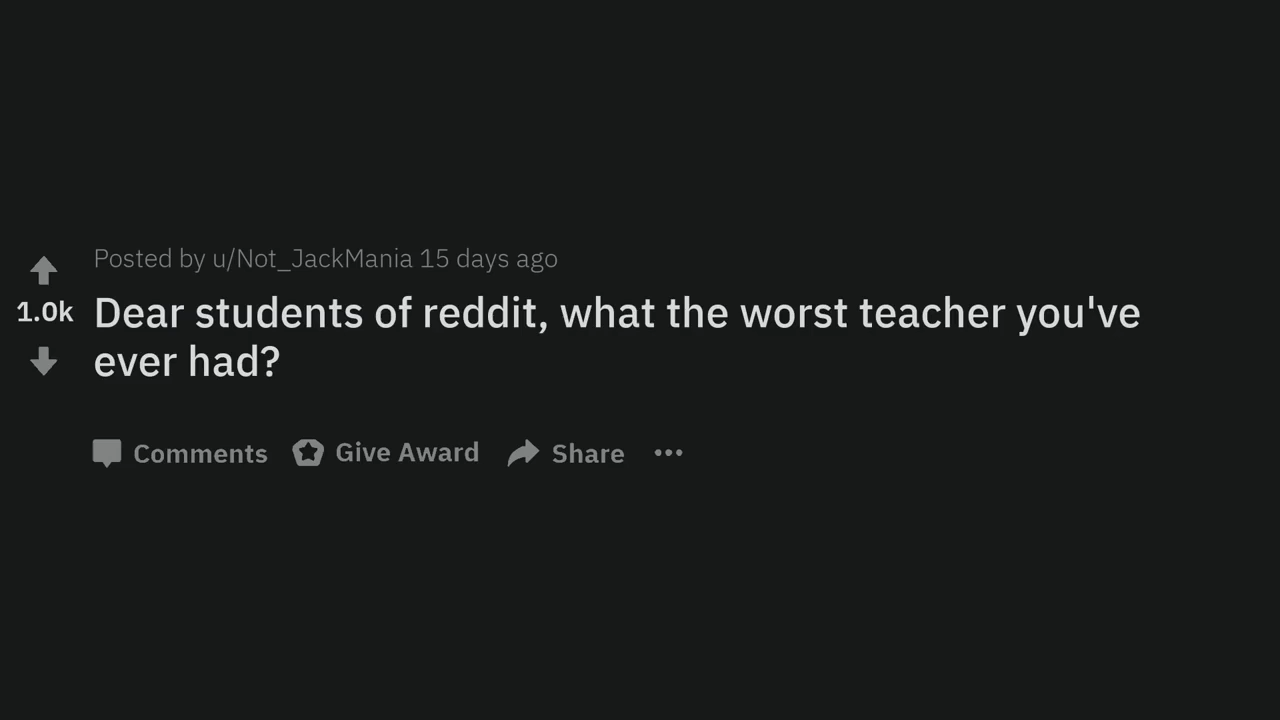 Posted by u/Not_JackMania 15 days ago
1.0k
Dear students of reddit, what the worst teacher you've
ever had?
Comments Give Award Share •••